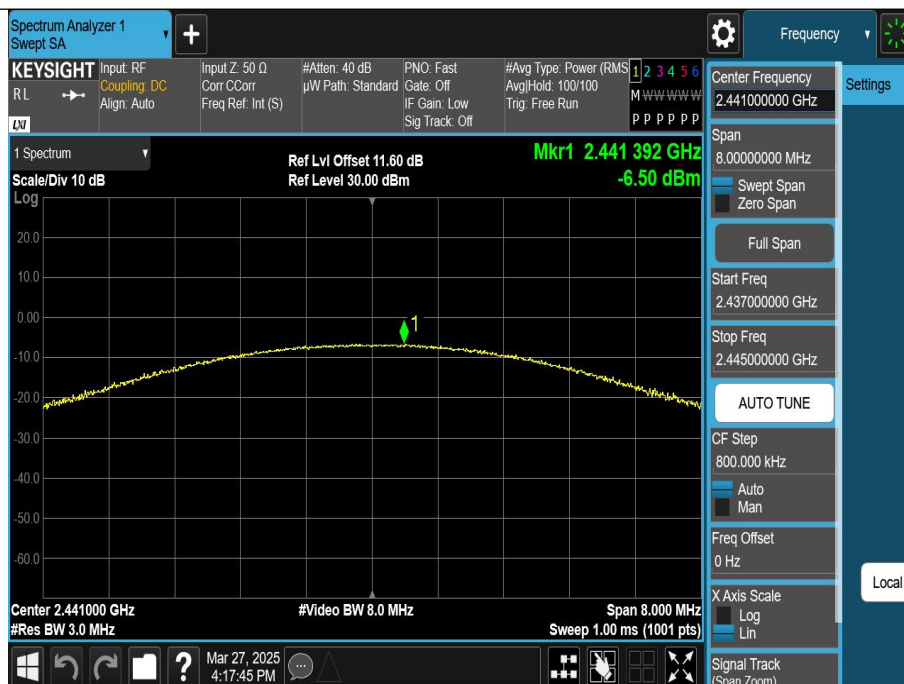 Spectrum Analyzer 1
Swept SA
Frequency
KEYSIGHT
R L
LXI
Input: RF
Coupling: DC
Align: Auto
Input Z: 50 Ω
Corr CCorr
Freq Ref: Int (S)
#Atten: 40 dB
µW Path: Standard
PNO: Fast
Gate: Off
IF Gain: Low
Sig Track: Off
#Avg Type: Power (RMS
Avg|Hold: 100/100
Trig: Free Run
1 2 3 4 5 6
M W W W W W
P P P P P P
1 Spectrum
Scale/Div 10 dB
Ref Lvl Offset 11.60 dB
Ref Level 30.00 dBm
Mkr1 2.441 392 GHz
-6.50 dBm
Log
20.0
10.0
0.00
-10.0
-20.0
-30.0
-40.0
-50.0
-60.0
1
Center 2.441000 GHz
#Video BW 8.0 MHz
Span 8.000 MHz
#Res BW 3.0 MHz
Sweep 1.00 ms (1001 pts)
?
Mar 27, 2025
4:17:45 PM
Center Frequency
2.441000000 GHz
Settings
Span
8.00000000 MHz
Swept Span
Zero Span
Full Span
Start Freq
2.437000000 GHz
Stop Freq
2.445000000 GHz
AUTO TUNE
CF Step
800.000 kHz
Auto
Man
Freq Offset
0 Hz
Local
X Axis Scale
Log
Lin
Signal Track
(Span Zoom)